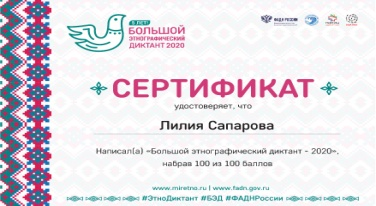 5 ЛЕТ!
БОЛЬШОЙ
ЭТНОГРАФИЧЕСКИЙ
ДИКТАНТ 2020
СЕРТИФИКАТ
удостоверяет, что
Лилия Сапарова
Написал(а) «Большой этнографический диктант - 2020»,
набрав 100 из 100 баллов
www.miretno.ru | www.fadn.gov.ru
#ЭтноДиктант #БЭД #ФАДНРоссии